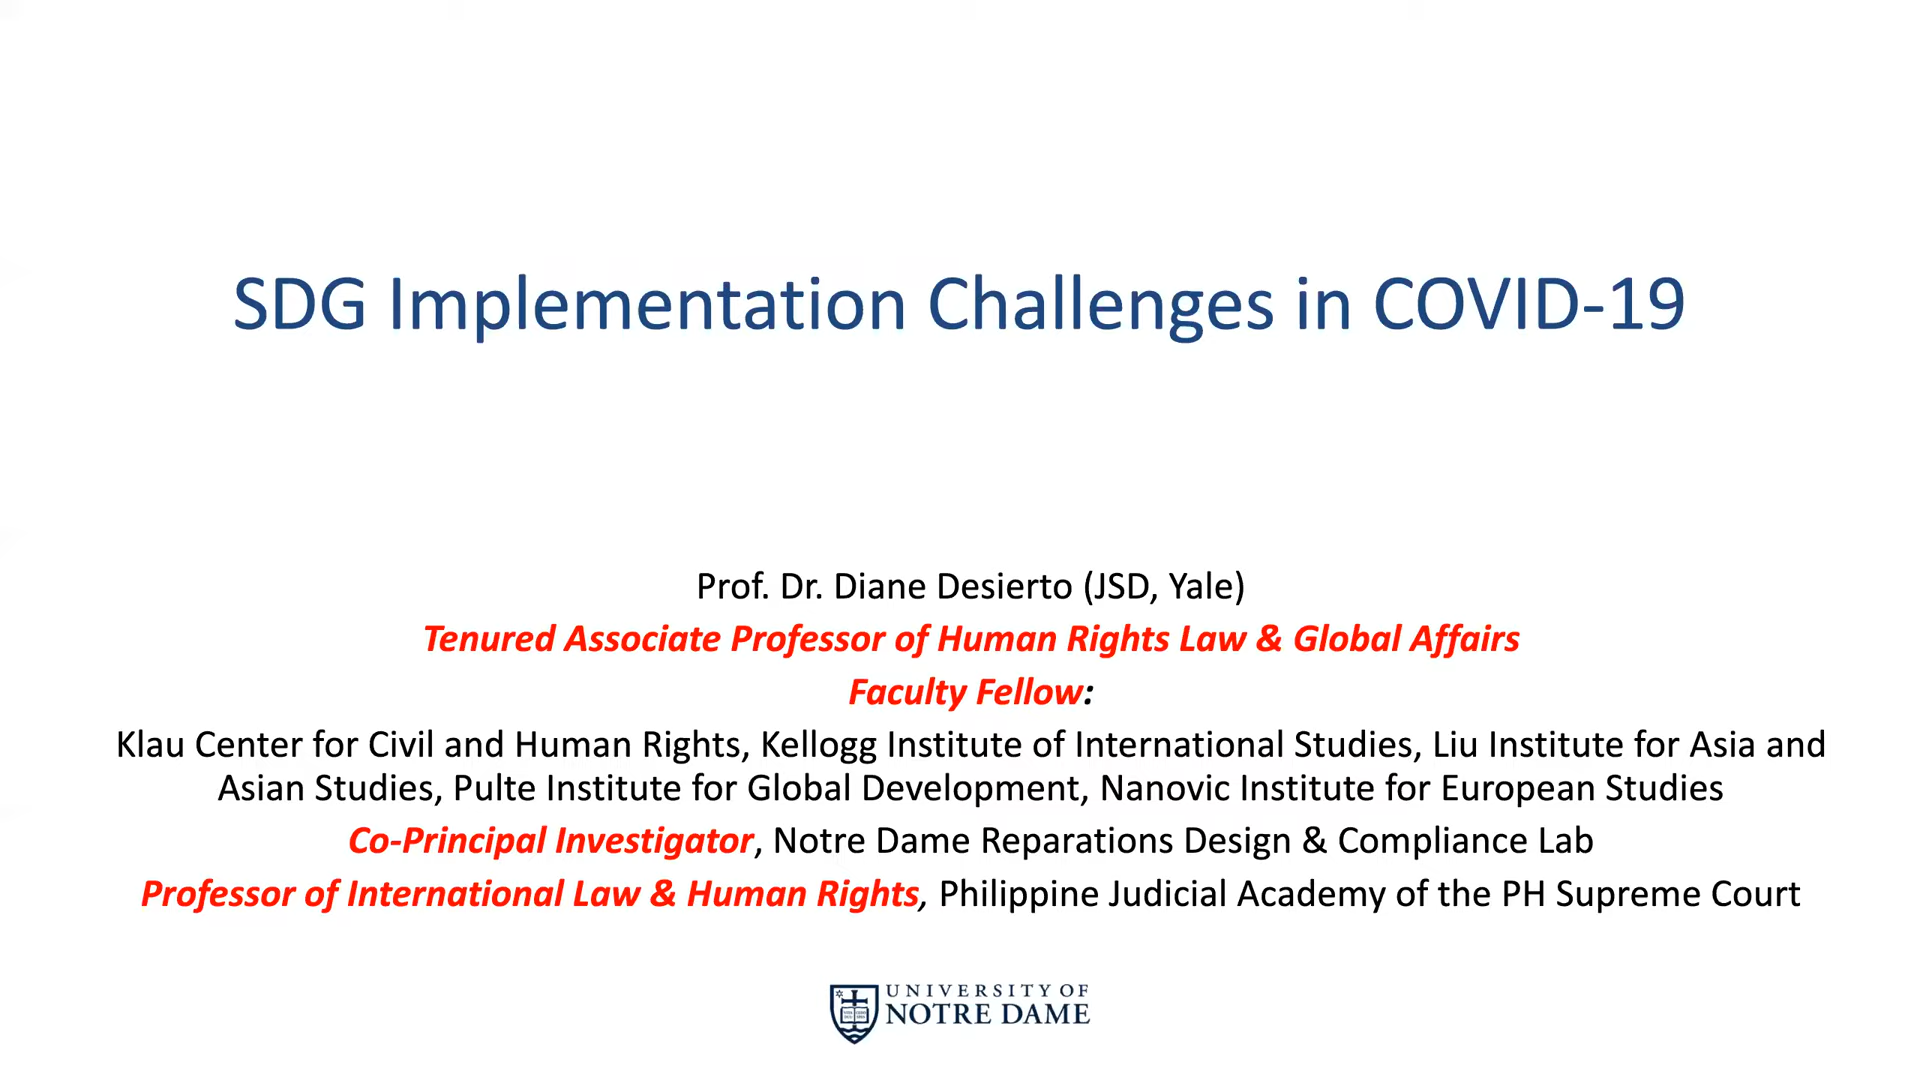 SDG Implementation Challenges in COVID-19
Prof. Dr. Diane Desierto (JSD, Yale)
Tenured Associate Professor of Human Rights Law & Global Affairs
Faculty Fellow:
Klau Center for Civil and Human Rights, Kellogg Institute of International Studies, Liu Institute for Asia and
Asian Studies, Pulte Institute for Global Development, Nanovic Institute for European Studies
Co-Principal Investigator, Notre Dame Reparations Design & Compliance Lab
Professor of International Law & Human Rights, Philippine Judicial Academy of the PH Supreme Court
UNIVERSITY OF
NOTRE DAME